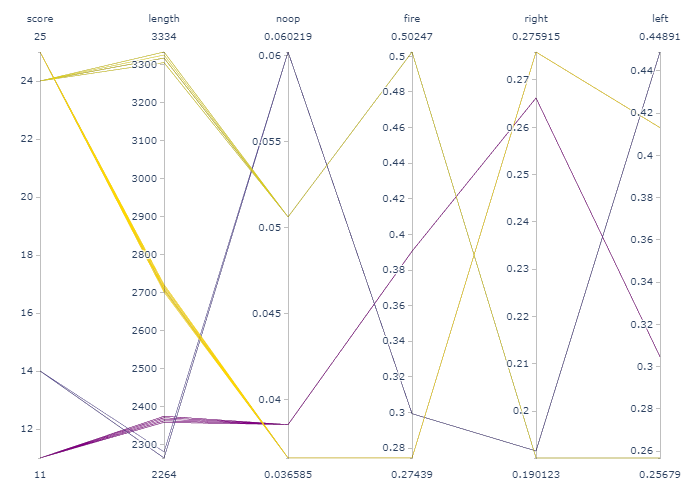 score length noop fire right left
25 3334 0.060219 0.50247 0.275915 0.44891
24 22 20 18 16 14 12
3300 3200 3100 3000 2900 2800 2700 2600 2500 2400 2300
0.06 0.055 0.05 0.045 0.04
0.5 0.48 0.46 0.44 0.42 0.4 0.38 0.36 0.34 0.32 0.3 0.28
0.27 0.26 0.25 0.24 0.23 0.22 0.21 0.2
0.44 0.42 0.4 0.38 0.36 0.34 0.32 0.3 0.28 0.26
11 2264 0.036585 0.27439 0.190123 0.25679